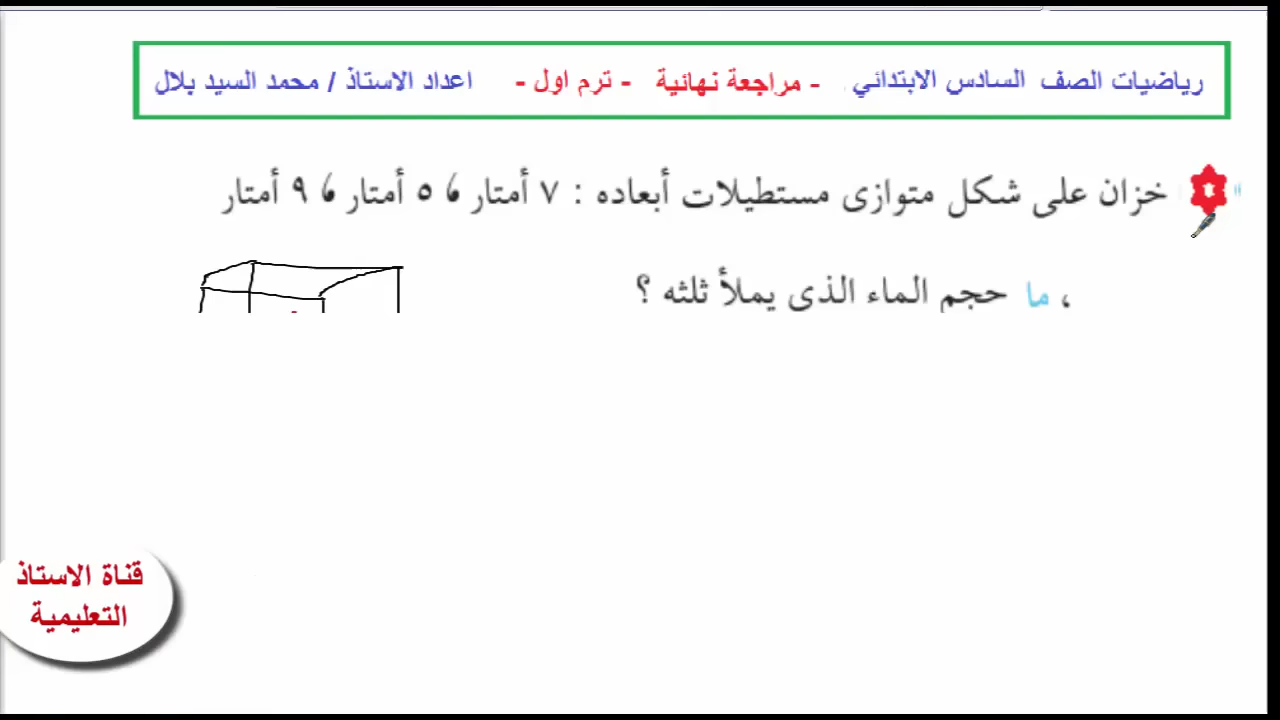 رياضيات الصف السادس الابتدائي - مراجعة نهائية - ترم اول - اعداد الاستاذ / محمد السيد بلال
خزان على شكل متوازى مستطيلات أبعاده : ٧ أمتار ، ٥ أمتار ، ٩ أمتار
، ما حجم الماء الذى يملأ ثلثه ؟
قناة الاستاذ
التعليمية